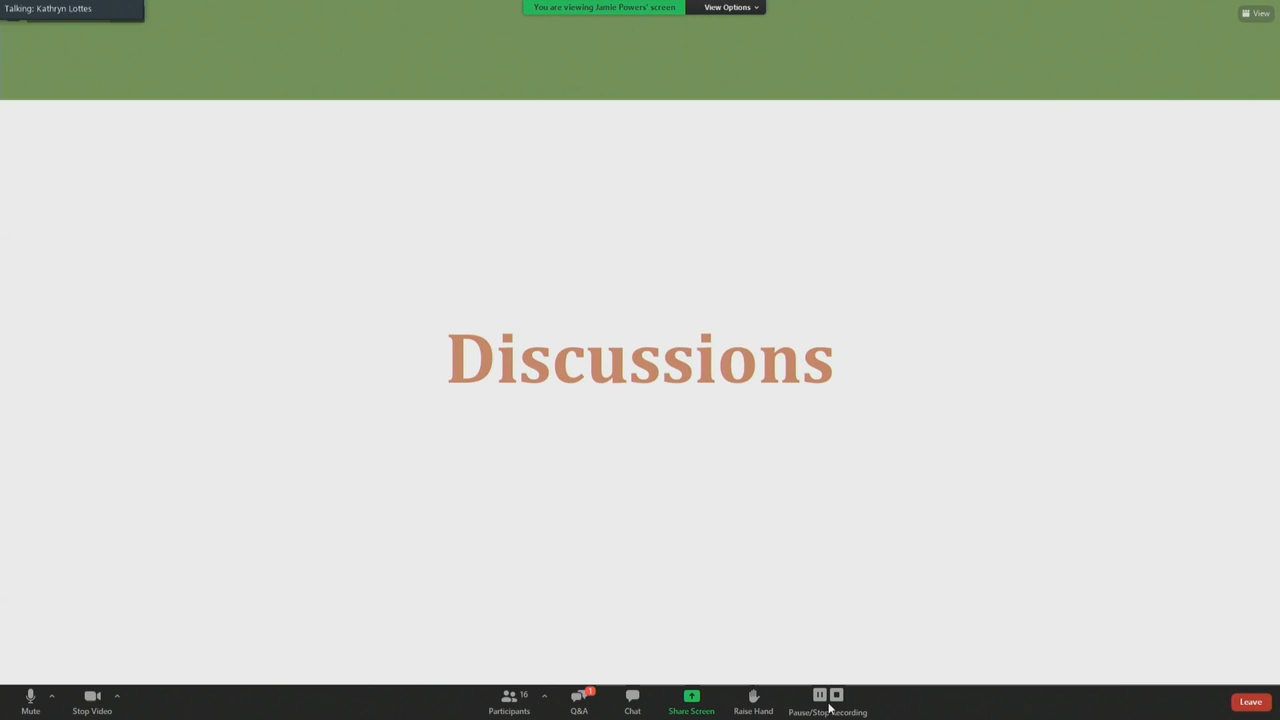 Talking: Kathryn Lottes
You are viewing Jamie Powers' screen
View Options
View
Discussions
Mute
Stop Video
16
Participants
1
Q&A
Chat
Share Screen
Raise Hand
Pause/Stop Recording
Leave